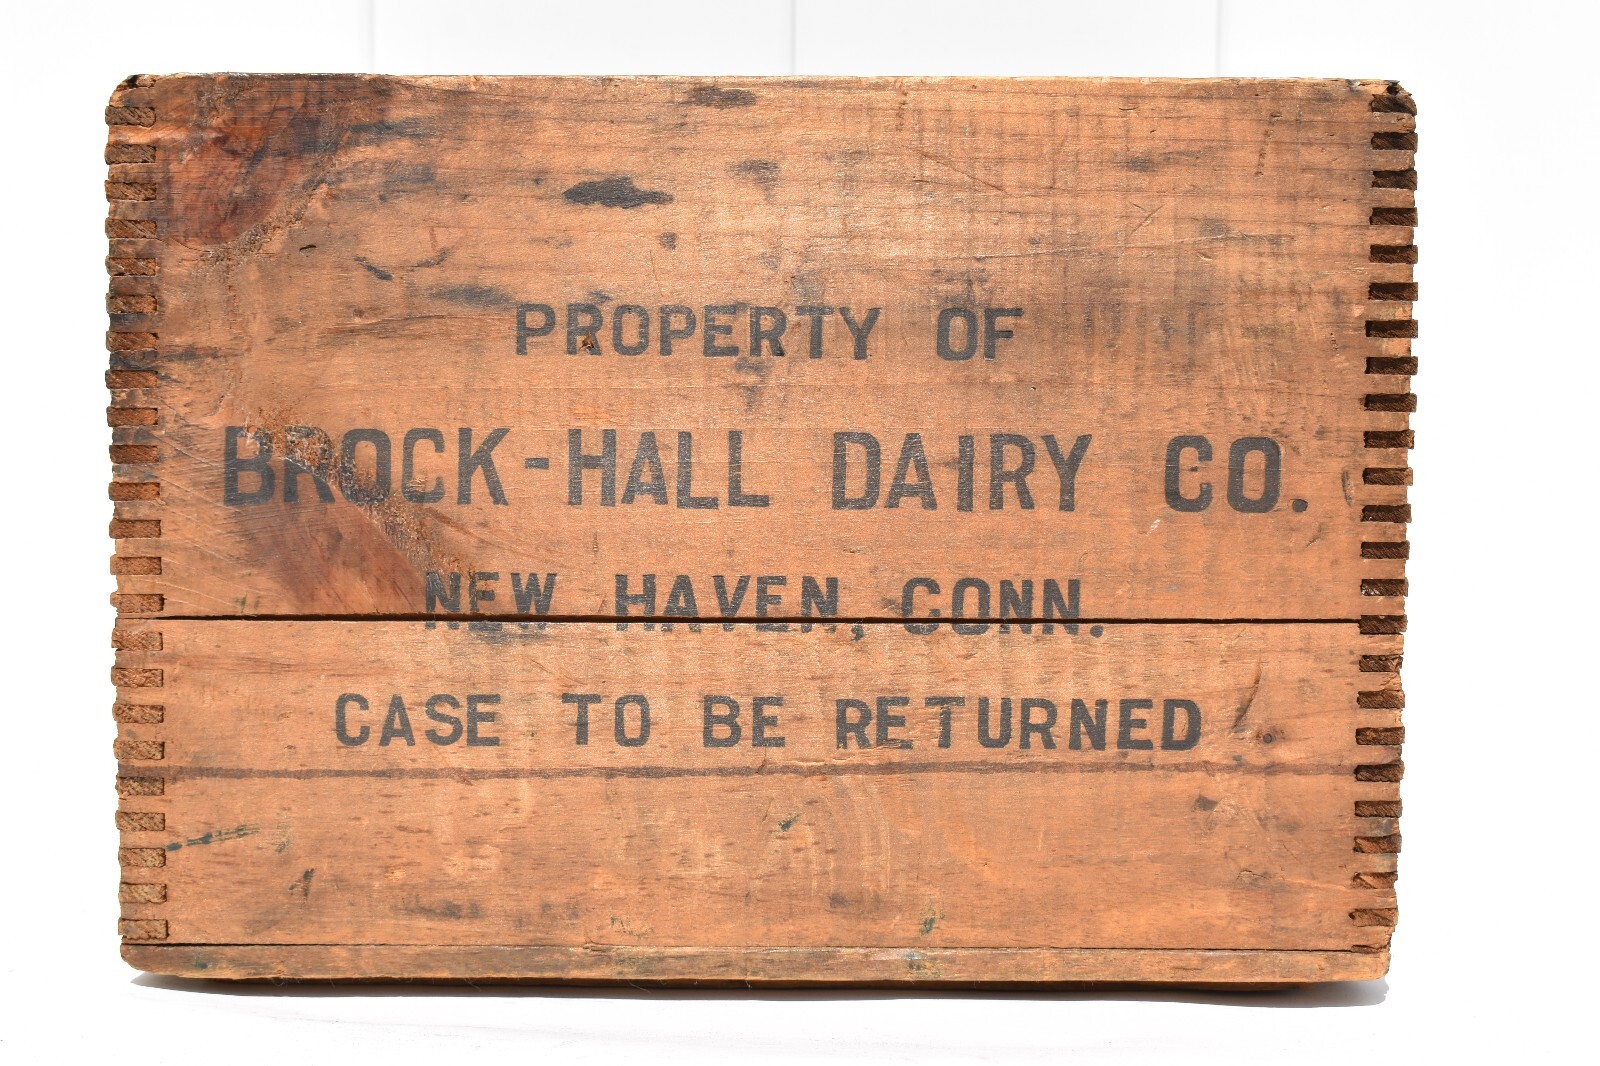 PROPERTY OF
BROCK-HALL DAIRY CO.
NEW HAVEN, CONN.
CASE TO BE RETURNED